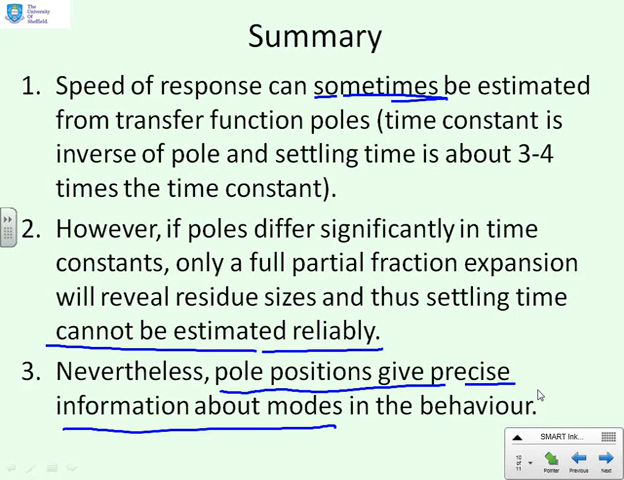 The
University
Of
Sheffield.
Summary
1. Speed of response can sometimes be estimated
from transfer function poles (time constant is
inverse of pole and settling time is about 3-4
times the time constant).
2. However, if poles differ significantly in time
constants, only a full partial fraction expansion
will reveal residue sizes and thus settling time
cannot be estimated reliably.
3. Nevertheless, pole positions give precise
information about modes in the behaviour.
SMART Ink...
10
of
11
Pointer Previous Next